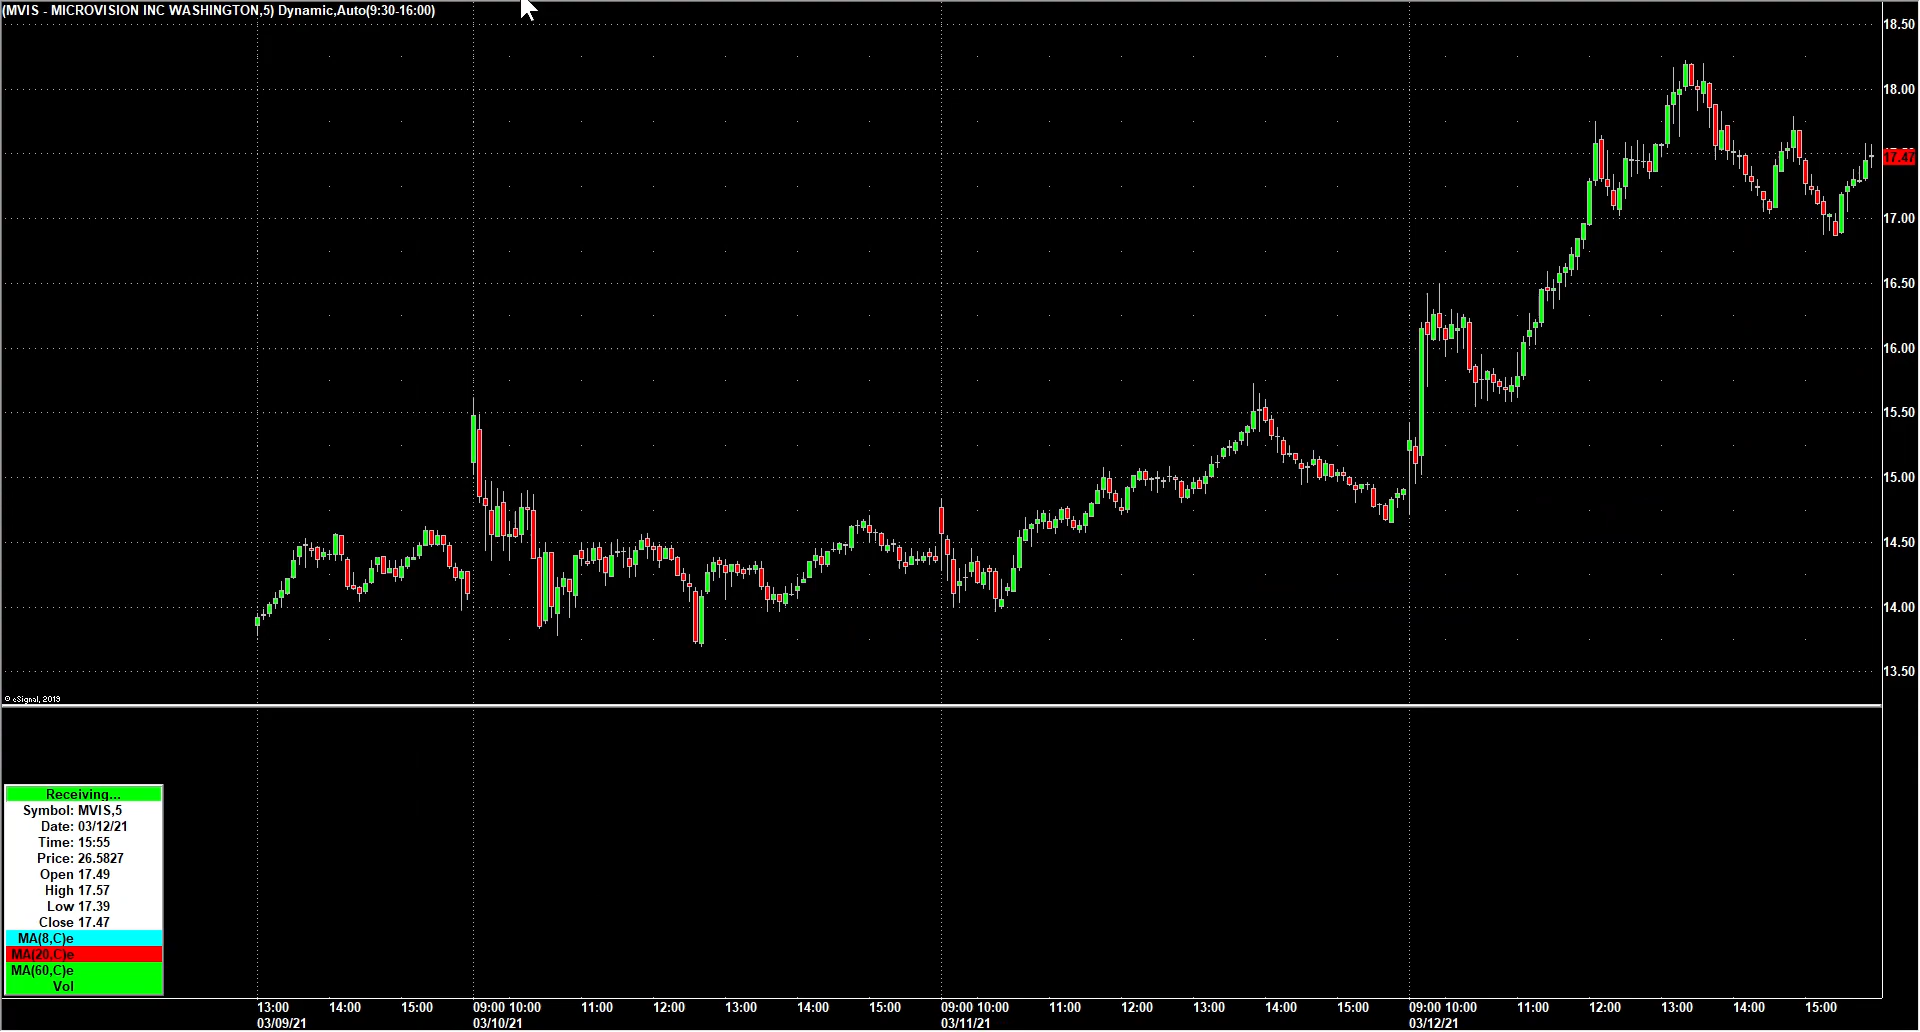 (MVIS - MICROVISION INC WASHINGTON,5) Dynamic,Auto(9:30-16:00)
18.50
18.00
17.47
17.00
16.50
16.00
15.50
15.00
14.50
14.00
13.50
© eSignal, 2019
Receiving...
Symbol: MVIS,5
Date: 03/12/21
Time: 15:55
Price: 26.5827
Open 17.49
High 17.57
Low 17.39
Close 17.47
MA(8,C)e
MA(20,C)e
MA(60,C)e
Vol
13:00 14:00 15:00 09:00 10:00 11:00 12:00 13:00 14:00 15:00 09:00 10:00 11:00 12:00 13:00 14:00 15:00 09:00 10:00 11:00 12:00 13:00 14:00 15:00
03/09/21 03/10/21 03/11/21 03/12/21